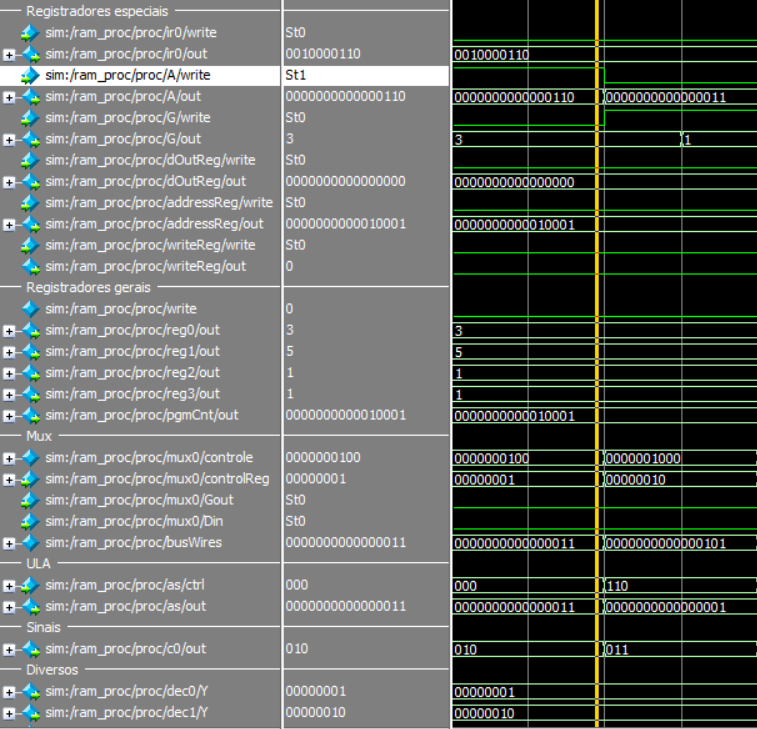 Registradores especiais
sim:/ram_proc/proc/ir0/write St0
sim:/ram_proc/proc/ir0/out 0010000110 0010000110
sim:/ram_proc/proc/A/write St1
sim:/ram_proc/proc/A/out 0000000000000110 0000000000000110 0000000000000011
sim:/ram_proc/proc/G/write St0
sim:/ram_proc/proc/G/out 3 3 1
sim:/ram_proc/proc/dOutReg/write St0
sim:/ram_proc/proc/dOutReg/out 0000000000000000 0000000000000000
sim:/ram_proc/proc/addressReg/write St0
sim:/ram_proc/proc/addressReg/out 0000000000010001 0000000000010001
sim:/ram_proc/proc/writeReg/write St0
sim:/ram_proc/proc/writeReg/out 0
Registradores gerais
sim:/ram_proc/proc/write 0
sim:/ram_proc/proc/reg0/out 3 3
sim:/ram_proc/proc/reg1/out 5 5
sim:/ram_proc/proc/reg2/out 1 1
sim:/ram_proc/proc/reg3/out 1 1
sim:/ram_proc/proc/pgmCnt/out 0000000000010001 0000000000010001
Mux
sim:/ram_proc/proc/mux0/controle 0000000100 0000000100 0000001000
sim:/ram_proc/proc/mux0/controlReg 00000001 00000001 00000010
sim:/ram_proc/proc/mux0/Gout St0
sim:/ram_proc/proc/mux0/Din St0
sim:/ram_proc/proc/busWires 0000000000000011 0000000000000011 0000000000000101
ULA
sim:/ram_proc/proc/as/ctrl 000 000 110
sim:/ram_proc/proc/as/out 0000000000000011 0000000000000011 0000000000000001
Sinais
sim:/ram_proc/proc/c0/out 010 010 011
Diversos
sim:/ram_proc/proc/dec0/Y 00000001 00000001
sim:/ram_proc/proc/dec1/Y 00000010 00000010